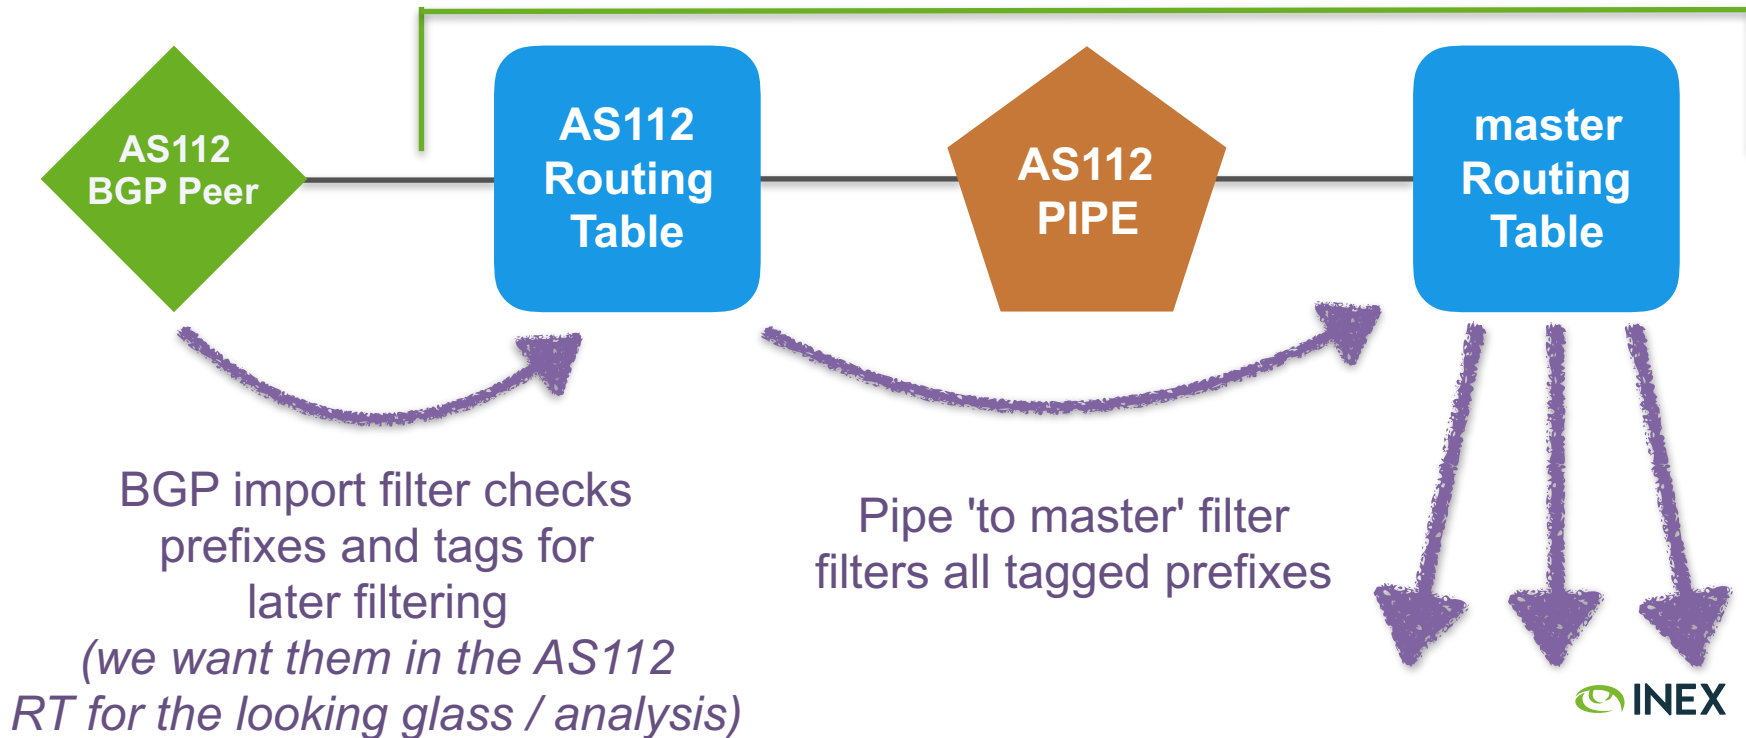 AS112
BGP Peer
AS112
Routing
Table
AS112
PIPE
master
Routing
Table
BGP import filter checks
prefixes and tags for
later filtering
(we want them in the AS112
RT for the looking glass / analysis)
Pipe 'to master' filter
filters all tagged prefixes
INEX